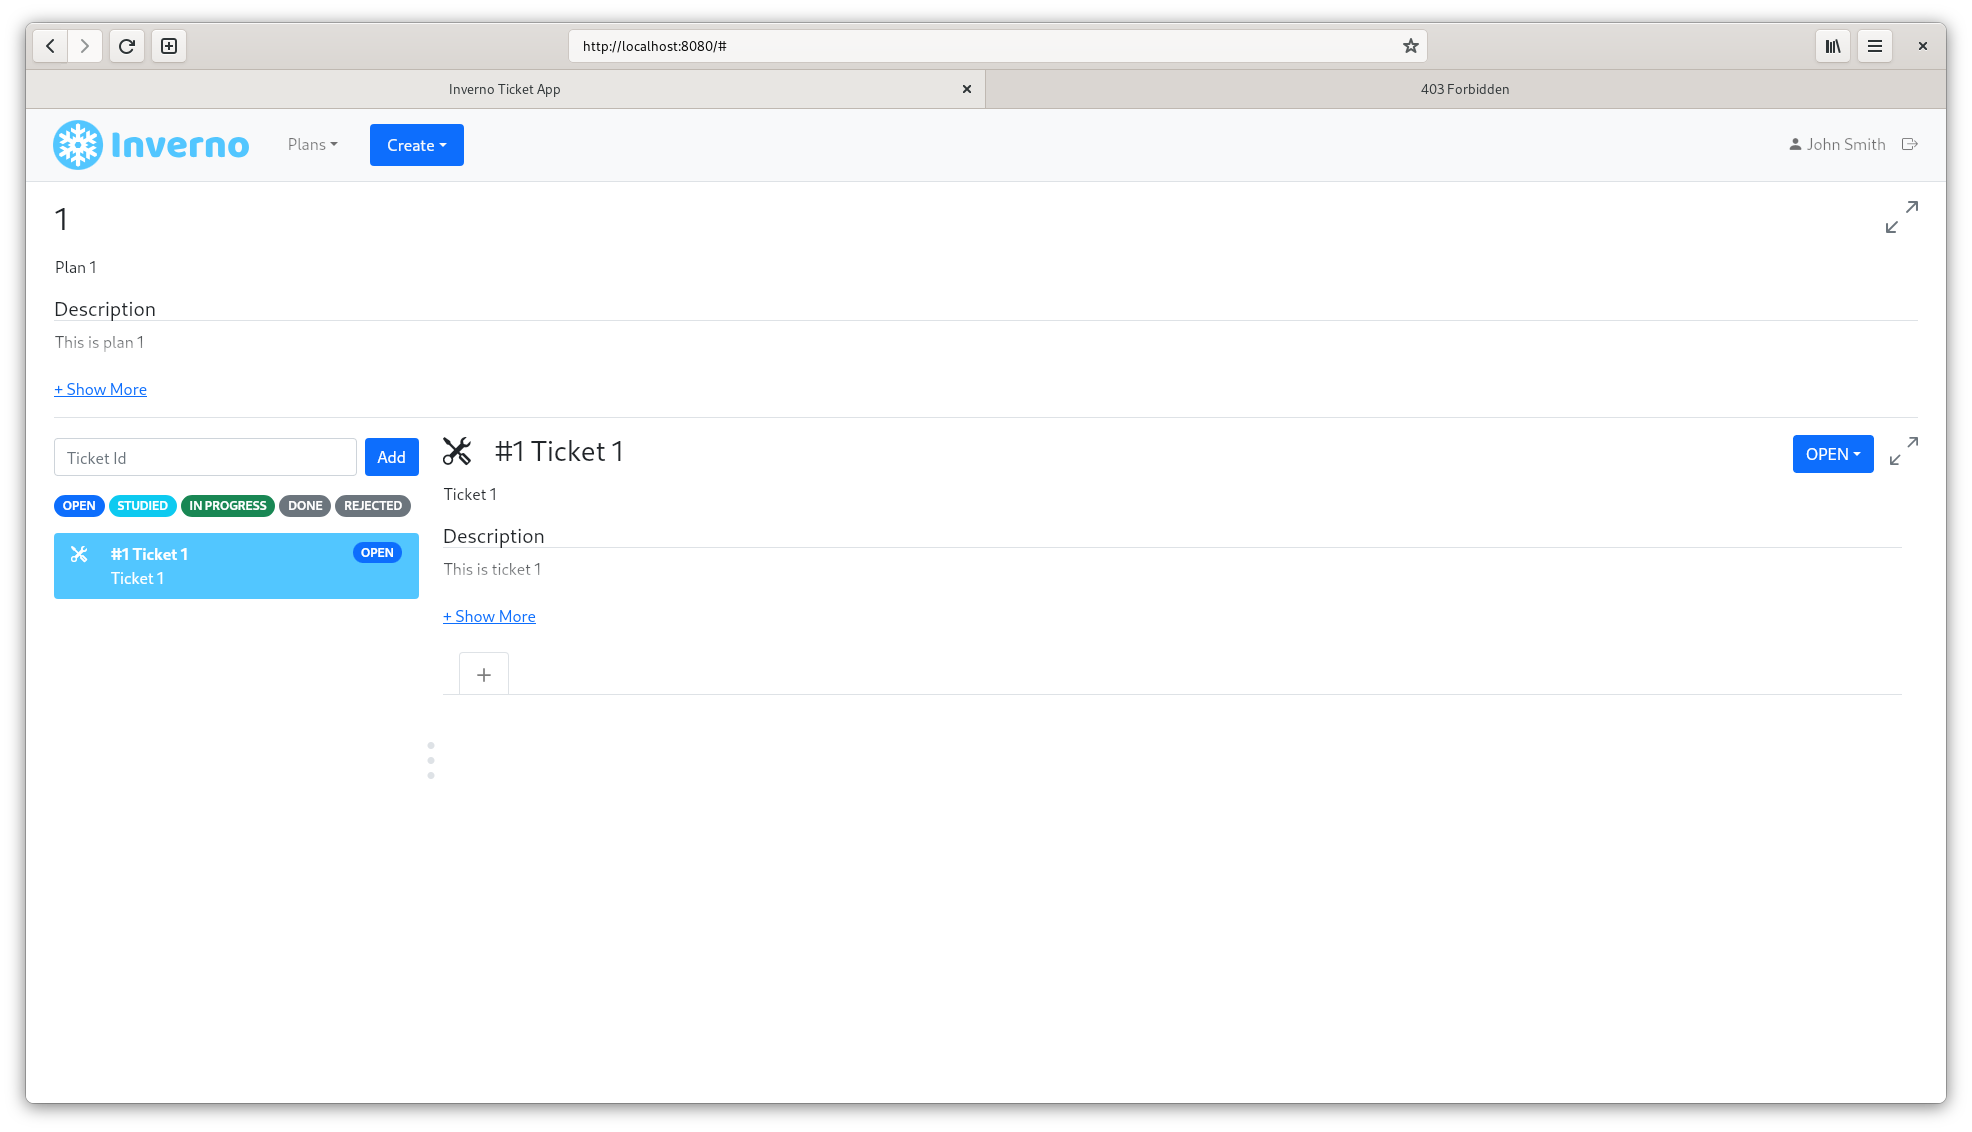 http://localhost:8080/#
Inverno Ticket App
403 Forbidden
Inverno
Plans
Create
John Smith
1
Plan 1
Description
This is plan 1
+ Show More
Ticket Id
Add
OPEN STUDIED IN PROGRESS DONE REJECTED
#1 Ticket 1
OPEN
Ticket 1
#1 Ticket 1
OPEN
Ticket 1
Description
This is ticket 1
+ Show More